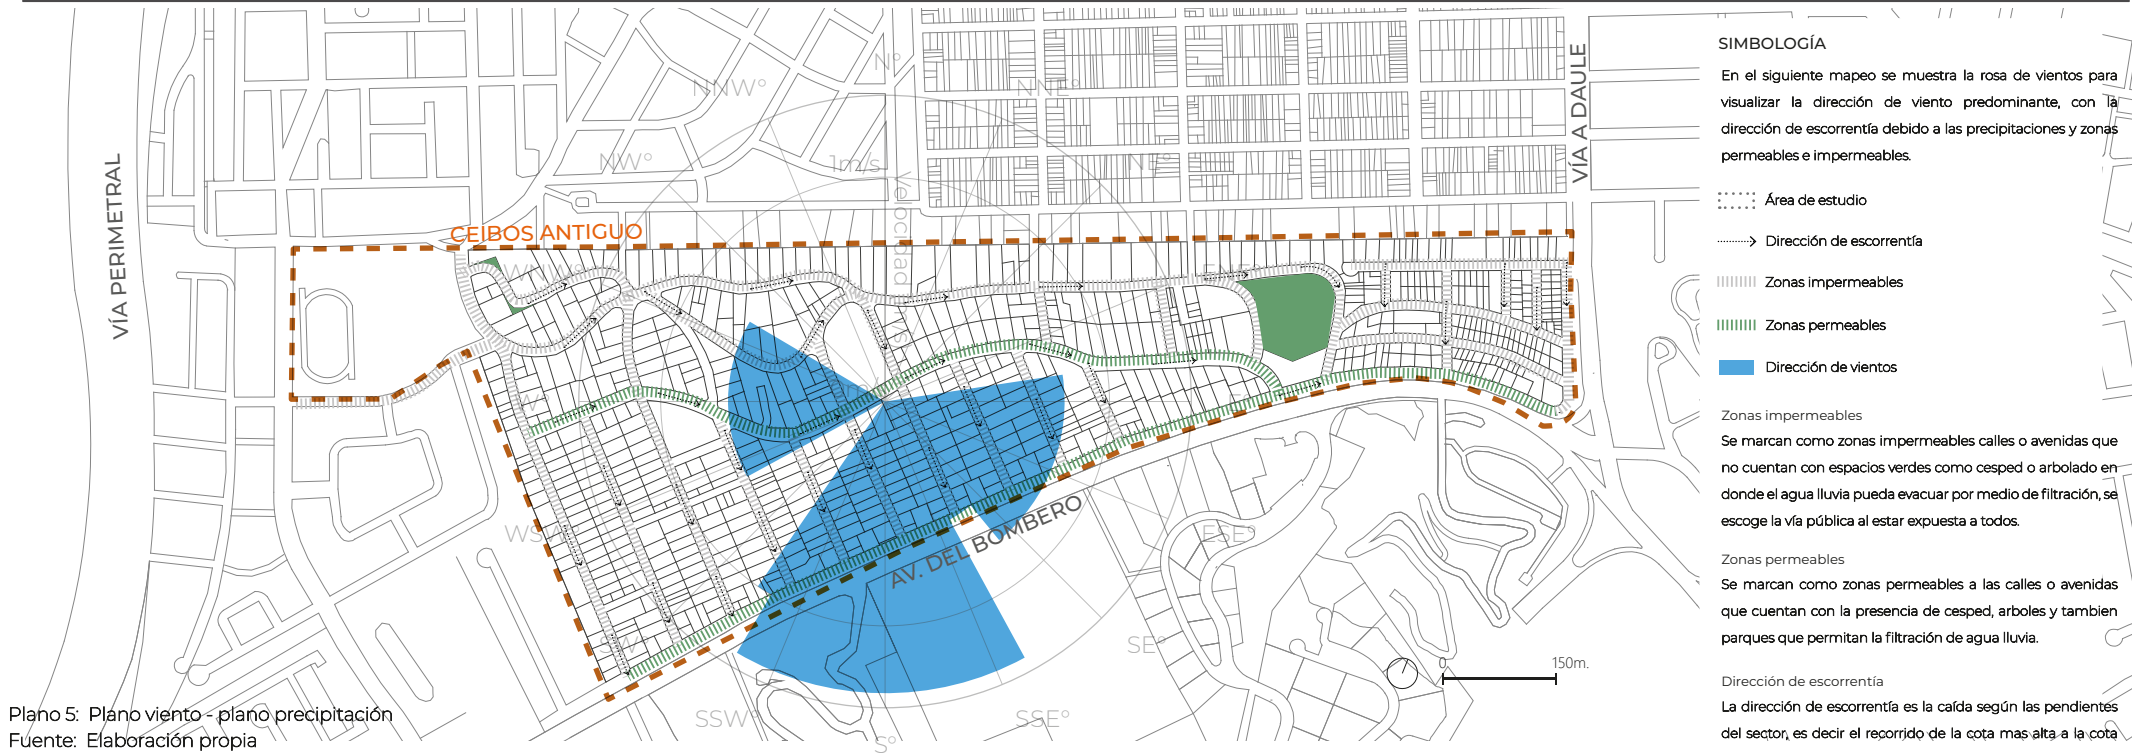 SIMBOLOGÍA
En el siguiente mapeo se muestra la rosa de vientos para
visualizar la dirección de viento predominante, con la
dirección de escorrentía debido a las precipitaciones y zonas
permeables e impermeables.
Área de estudio
Dirección de escorrentía
Zonas impermeables
Zonas permeables
Dirección de vientos
Zonas impermeables
Se marcan como zonas impermeables calles o avenidas que
no cuentan con espacios verdes como cesped o arbolado en
donde el agua lluvia pueda evacuar por medio de filtración, se
escoge la vía pública al estar expuesta a todos.
Zonas permeables
Se marcan como zonas permeables a las calles o avenidas
que cuentan con la presencia de cesped, arboles y tambien
parques que permitan la filtración de agua lluvia.
Dirección de escorrentía
La dirección de escorrentía es la caída según las pendientes
del sector, es decir el recorrido de la cota mas alta a la cota
VÍA PERIMETRAL
CEIBOS ANTIGUO
VÍA A DAULE
AV. DEL BOMBERO
N°
NNW°
NNE°
NW°
NE°
1m/s
Velocidad
WNW°
ENE°
W°
WSW°
ESE°
SW°
SE°
SSW°
SSE°
S°
0
150m.
Plano 5: Plano viento - plano precipitación
Fuente: Elaboración propia